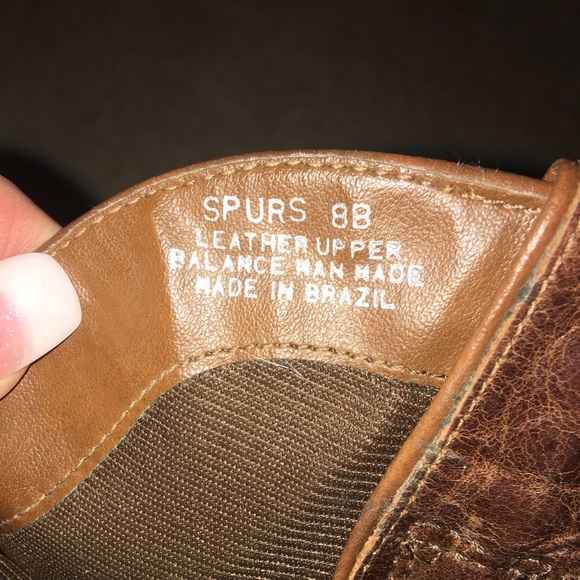 SPURS 8B
LEATHER UPPER
BALANCE MAN MADE
MADE IN BRAZIL